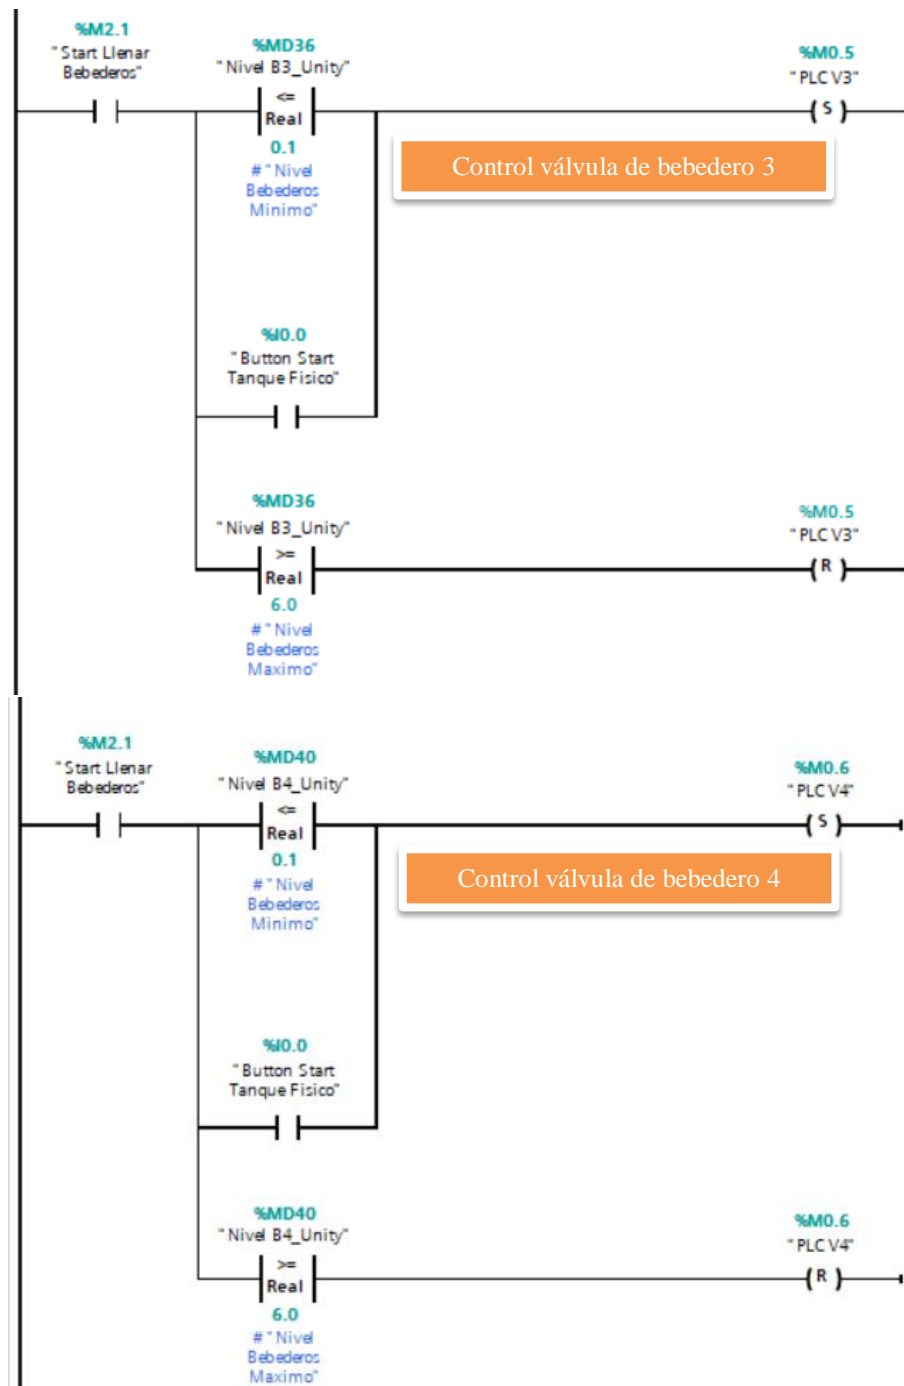 %M2.1
"Start Llenar
Bebederos"
%MD36
"Nivel B3_Unity"
<=
Real
0.1
#"Nivel
Bebederos
Minimo"
%M0.5
"PLC V3"
S
Control válvula de bebedero 3
%I0.0
"Button Start
Tanque Fisico"
%MD36
"Nivel B3_Unity"
>=
Real
6.0
#"Nivel
Bebederos
Maximo"
%M0.5
"PLC V3"
R
%M2.1
"Start Llenar
Bebederos"
%MD40
"Nivel B4_Unity"
<=
Real
0.1
#"Nivel
Bebederos
Minimo"
%M0.6
"PLC V4"
S
Control válvula de bebedero 4
%I0.0
"Button Start
Tanque Fisico"
%MD40
"Nivel B4_Unity"
>=
Real
6.0
#"Nivel
Bebederos
Maximo"
%M0.6
"PLC V4"
R